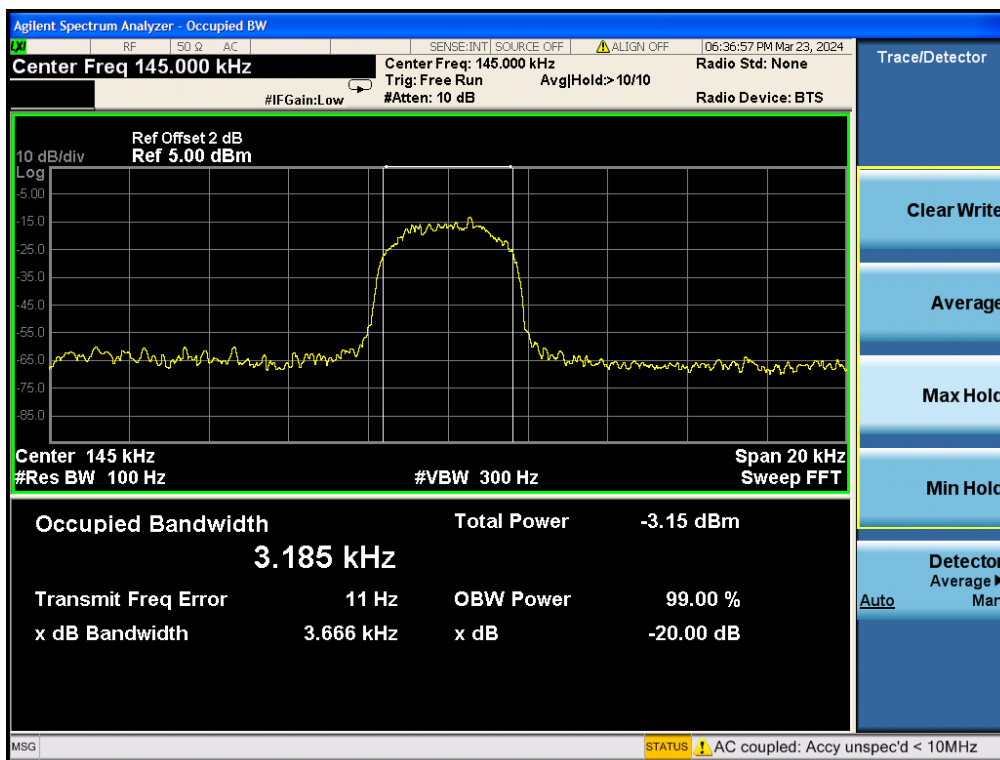 Agilent Spectrum Analyzer - Occupied BW
LXI RF 50 Ω AC SENSE:INT SOURCE OFF ALIGN OFF 06:36:57 PM Mar 23, 2024
Center Freq 145.000 kHz
Center Freq: 145.000 kHz
Radio Std: None
Trig: Free Run Avg|Hold:> 10/10
#IFGain:Low
#Atten: 10 dB
Radio Device: BTS
Ref Offset 2 dB
10 dB/div Ref 5.00 dBm
Log
-5.00
-15.0
-25.0
-35.0
-45.0
-55.0
-65.0
-75.0
-85.0
Center 145 kHz Span 20 kHz
#Res BW 100 Hz #VBW 300 Hz Sweep FFT
Occupied Bandwidth Total Power -3.15 dBm
3.185 kHz
Transmit Freq Error 11 Hz OBW Power 99.00 %
x dB Bandwidth 3.666 kHz x dB -20.00 dB
MSG STATUS AC coupled: Accy unspec'd < 10MHz
Trace/Detector
Clear Write
Average
Max Hold
Min Hold
Detector
Average
Auto Man